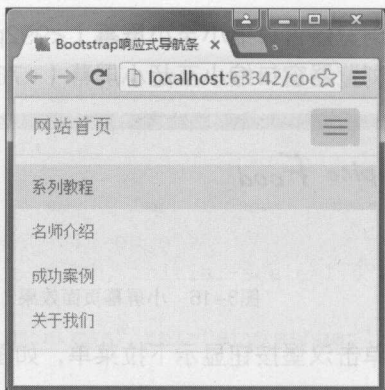 Bootstrap响应式导航条
localhost:63342/coc
网站首页
系列教程
名师介绍
成功案例
关于我们